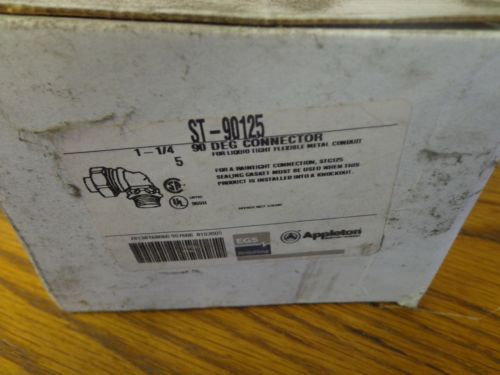 ST-90125
1-1/4 90 DEG CONNECTOR
5 FOR LIQUID TIGHT FLEXIBLE METAL CONDUIT
FOR A RAINTIGHT CONNECTION, STG125
SEALING GASKET MUST BE USED WHEN THIS
PRODUCT IS INSTALLED INTO A KNOCKOUT.
EGS
Appleton